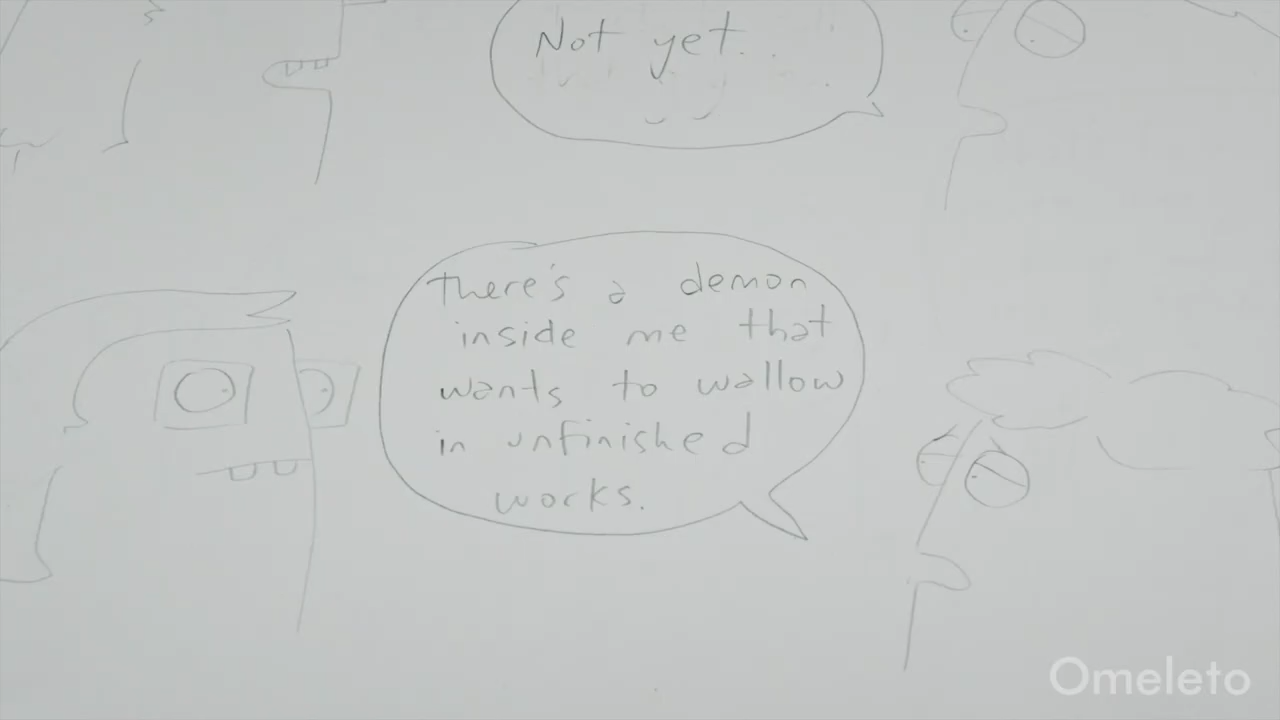 Not yet...
There's a demon
inside me that
wants to wallow
in unfinished
works.
Omeleto